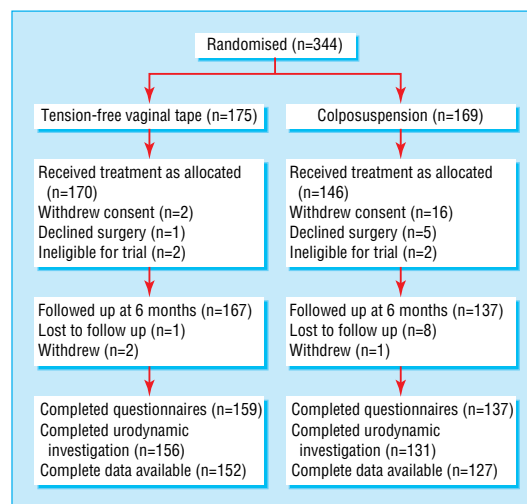 Randomised (n=344)
Tension-free vaginal tape (n=175)
Colposuspension (n=169)
Received treatment as allocated
(n=170)
Withdrew consent (n=2)
Declined surgery (n=1)
Ineligible for trial (n=2)
Received treatment as allocated
(n=146)
Withdrew consent (n=16)
Declined surgery (n=5)
Ineligible for trial (n=2)
Followed up at 6 months (n=167)
Lost to follow up (n=1)
Withdrew (n=2)
Followed up at 6 months (n=137)
Lost to follow up (n=8)
Withdrew (n=1)
Completed questionnaires (n=159)
Completed urodynamic
investigation (n=156)
Complete data available (n=152)
Completed questionnaires (n=137)
Completed urodynamic
investigation (n=131)
Complete data available (n=127)